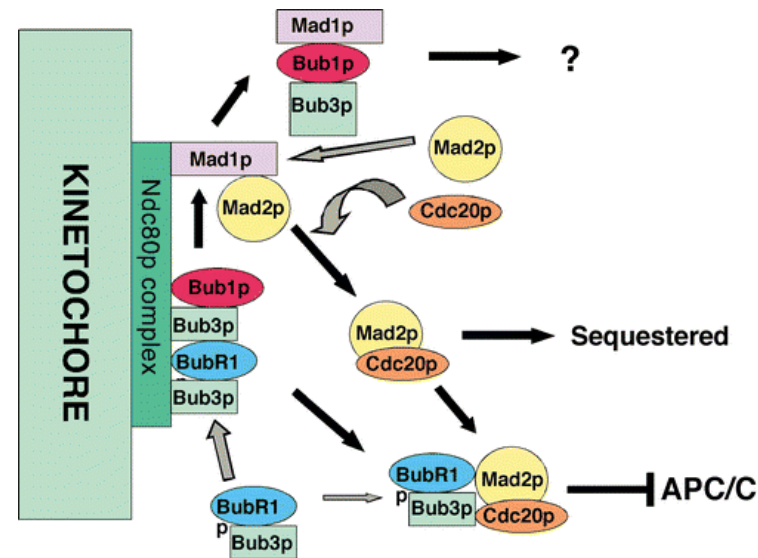 Mad1p
Bub1p
Bub3p
?
Mad1p
Mad2p
Mad2p
Cdc20p
KINETOCHORE
Ndc80p complex
Bub1p
Bub3p
BubR1
Bub3p
Mad2p
Cdc20p
Sequestered
BubR1
p
Bub3p
Mad2p
Cdc20p
APC/C
BubR1
p
Bub3p